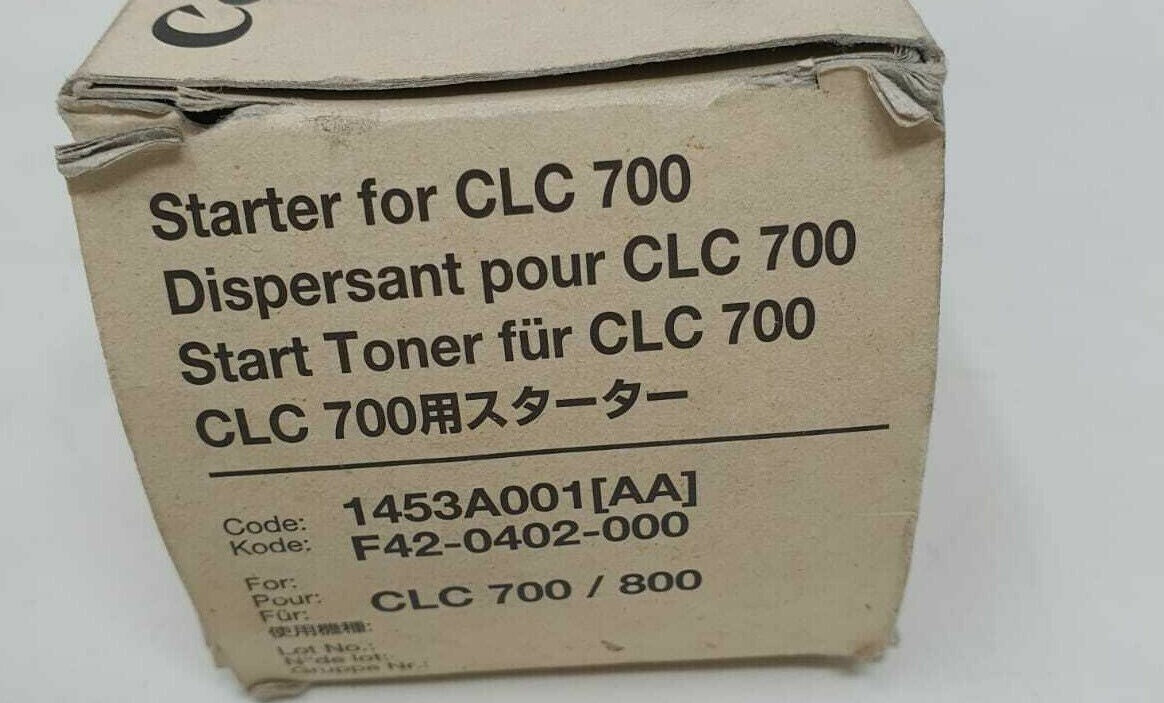 Starter for CLC 700
Dispersant pour CLC 700
Start Toner für CLC 700
CLC 700用スターター
Code: 1453A001[AA]
Kode: F42-0402-000
For:
Pour: CLC 700 / 800
Für:
使用機種:
Lot No.:
N° de lot:
Gruppe Nr.: